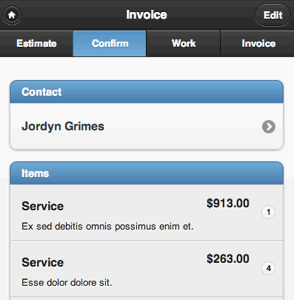 Invoice
Edit
Estimate
Confirm
Work
Invoice
Contact
Jordyn Grimes
Items
Service $913.00
1
Ex sed debitis omnis possimus enim et.
Service $263.00
4
Esse dolor dolore sit.